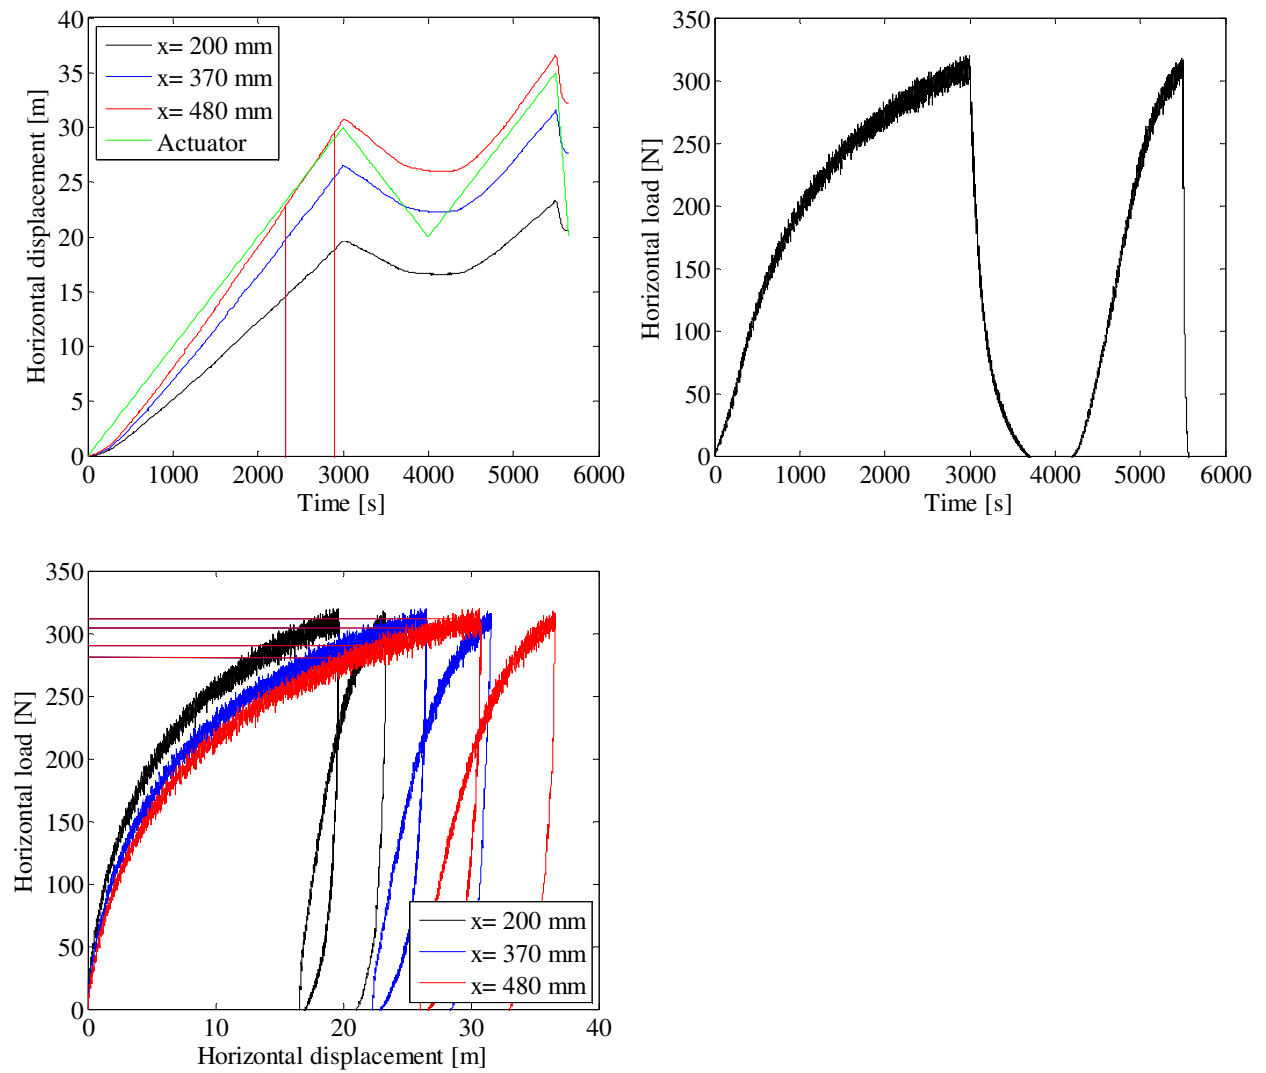 40
35
30
25
20
15
10
5
0
Horizontal displacement [m]
x= 200 mm
x= 370 mm
x= 480 mm
Actuator
0 1000 2000 3000 4000 5000 6000
Time [s]
350
300
250
200
150
100
50
0
Horizontal load [N]
0 1000 2000 3000 4000 5000 6000
Time [s]
350
300
250
200
150
100
50
0
Horizontal load [N]
x= 200 mm
x= 370 mm
x= 480 mm
0 10 20 30 40
Horizontal displacement [m]